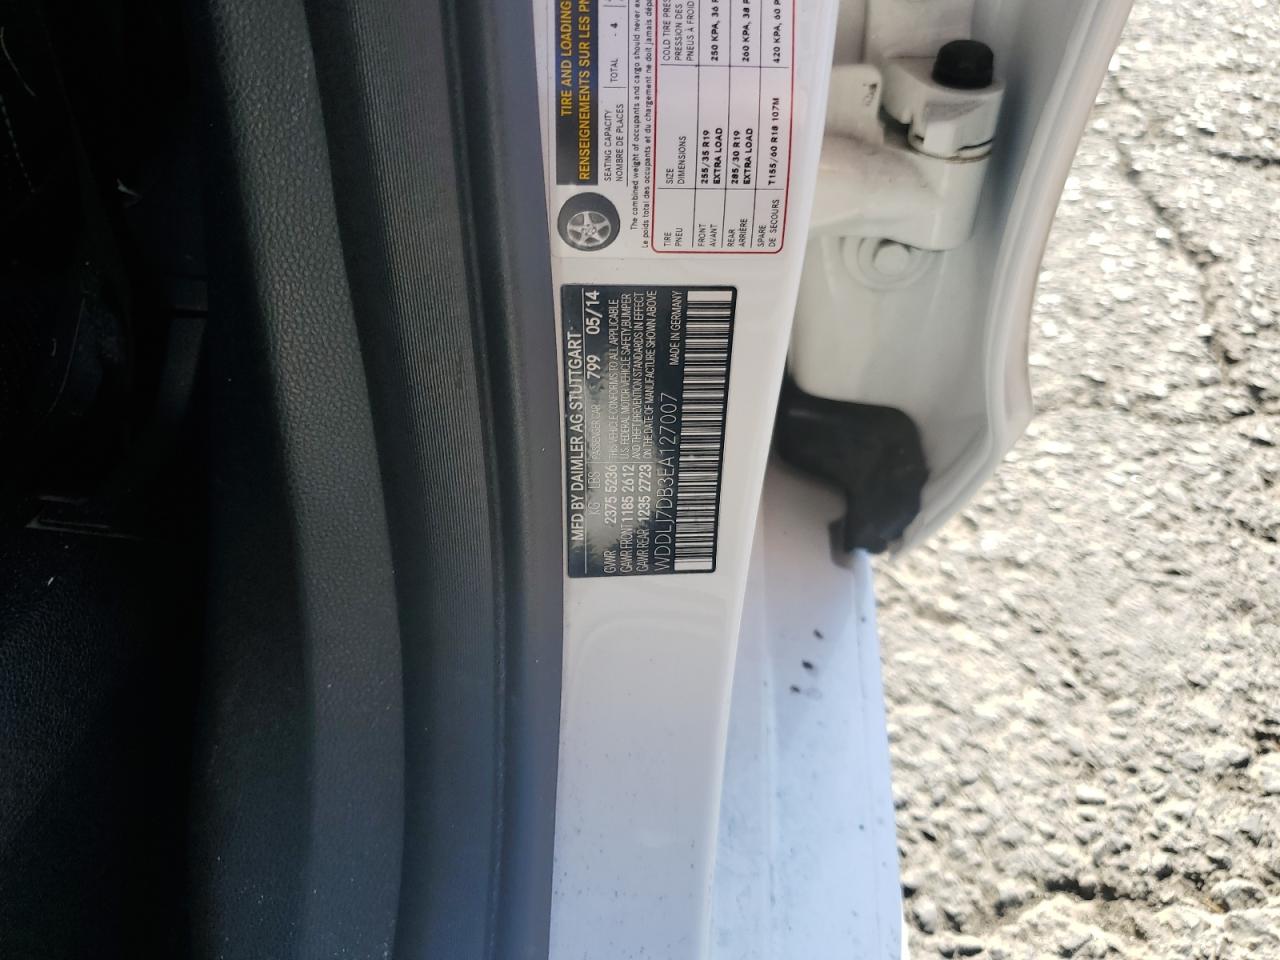 TIRE AND LOADING
RENSEIGNEMENTS SUR LES PN
SEATING CAPACITY
NOMBRE DE PLACES
TOTAL - 4
The combined weight of occupants and cargo should never
Le poids total des occupants et du chargement ne doit jamais
TIRE SIZE COLD TIRE
PNEU DIMENSIONS PRESSION DES
PNEUS À FROID
FRONT 255/35 R19 250 KPA, 36
AVANT EXTRA LOAD
REAR 285/30 R19 260 KPA, 38
ARRIÈRE EXTRA LOAD
SPARE T155/60 R18 107M 420 KPA, 60
DE SECOURS
MFD BY DAIMLER AG STUTTGART
KG LBS PASSENGER CAR 799 05/14
GVWR 2375 5236 THIS VEHICLE CONFORMS TO ALL APPLICABLE
GAWR FRONT 1185 2612 U.S. FEDERAL MOTOR VEHICLE SAFETY, BUMPER
GAWR REAR 1235 2723 AND THEFT PREVENTION STANDARDS IN EFFECT
ON THE DATE OF MANUFACTURE SHOWN ABOVE
WDDLJ7DB3EA127007 MADE IN GERMANY